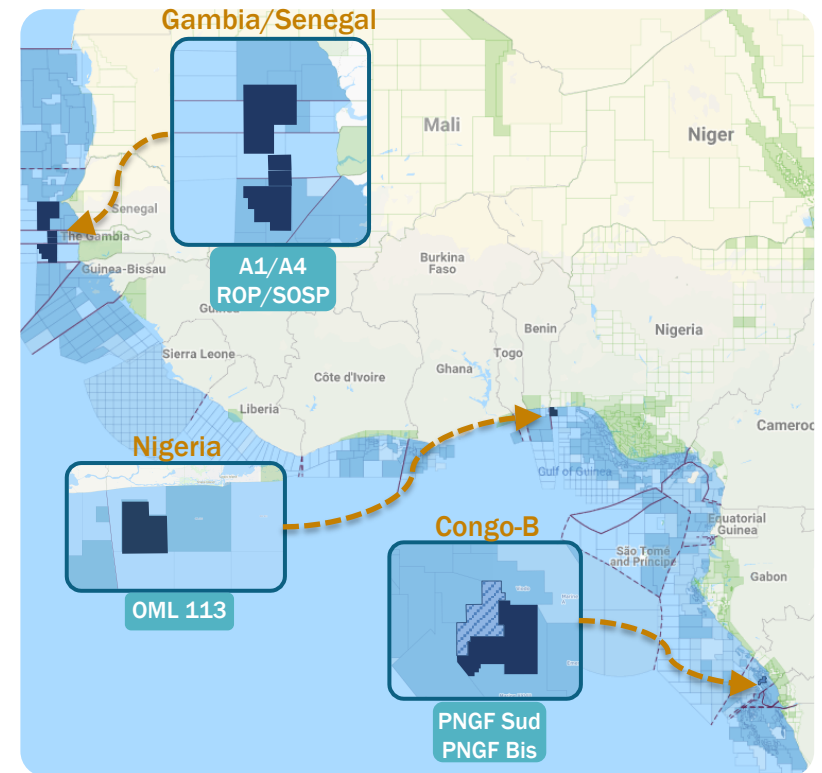 Gambia/Senegal
Mali
Niger
Senegal
The Gambia
Guinea-Bissau
A1/A4
ROP/SOSP
Burkina
Faso
Benin
Nigeria
Togo
Sierra Leone
Ghana
Côte d'Ivoire
Liberia
Cameroo
Nigeria
Gulf of Guinea
OML 113
Congo-B
Equatorial
Guinea
São Tomé
and Príncipe
Gabon
PNGF Sud
PNGF Bis